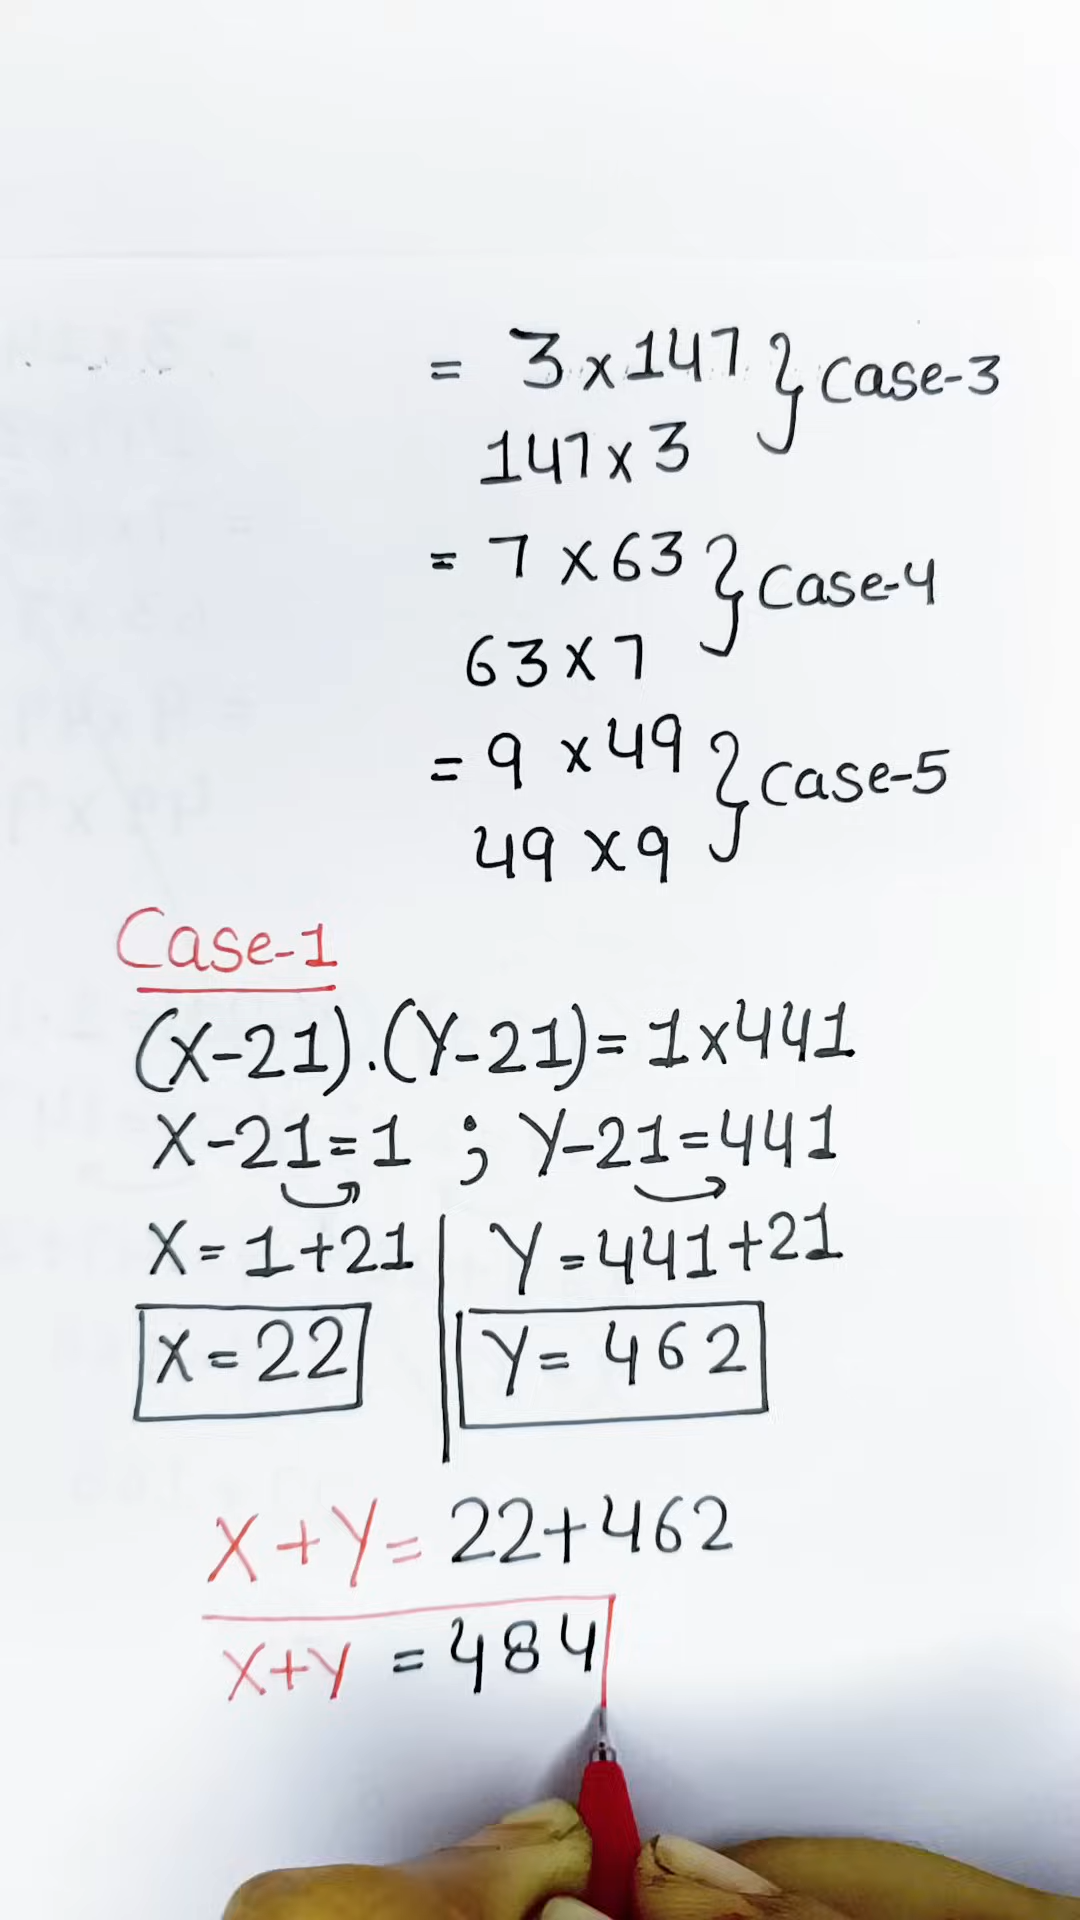 = 3 x 147 } Case-3
147 x 3
= 7 x 63 } Case-4
63 x 7
= 9 x 49 } Case-5
49 x 9
Case-1
(X-21).(Y-21)= 1x441
X-21=1 ; Y-21=441
X=1+21 | Y=441+21
X=22 | Y= 462
X+Y= 22+462
X+Y = 484